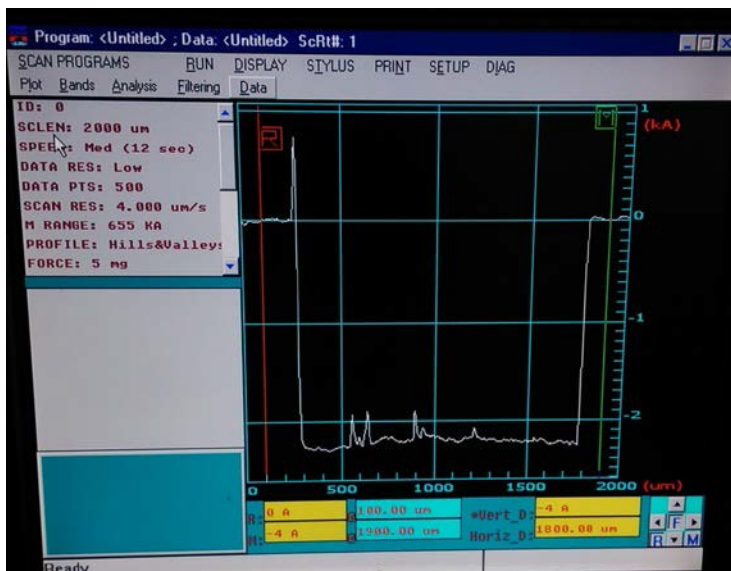 Program: <Untitled> ; Data: <Untitled> ScRt#: 1
SCAN PROGRAMS RUN DISPLAY STYLUS PRINT SETUP DIAG
Plot Bands Analysis Filtering Data
ID: 0
SCLEN: 2000 um
Med (12 sec)
DATA RES: Low
DATA PTS: 500
SCAN RES: 4.000 um/s
M RANGE: 655 KA
PROFILE: Hills&Valleys
FORCE: 5 mg
R
M
1
(kA)
0
-1
-2
0 500 1000 1500 2000 (um)
R: 0 A @ 100.00 um *Vert_D: -4 A
M: -4 A @ 1900.00 um Horiz_D: 1800.00 um
F
R M
Ready